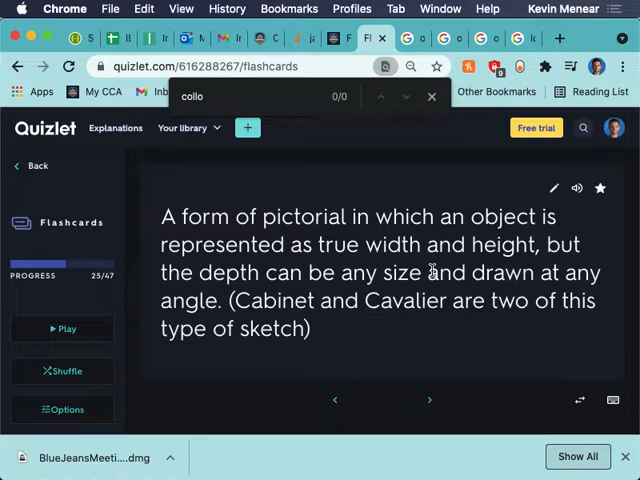 Chrome File Edit View History Bookmarks Profiles Tab Window Help Kevin Menear
quizlet.com/616288267/flashcards
collo 0/0
Apps My CCA Other Bookmarks Reading List
Quizlet Explanations Your library Free trial
Back
Flashcards
PROGRESS 25/47
Play
Shuffle
Options
A form of pictorial in which an object is
represented as true width and height, but
the depth can be any size and drawn at any
angle. (Cabinet and Cavalier are two of this
type of sketch)
BlueJeansMeeti....dmg Show All